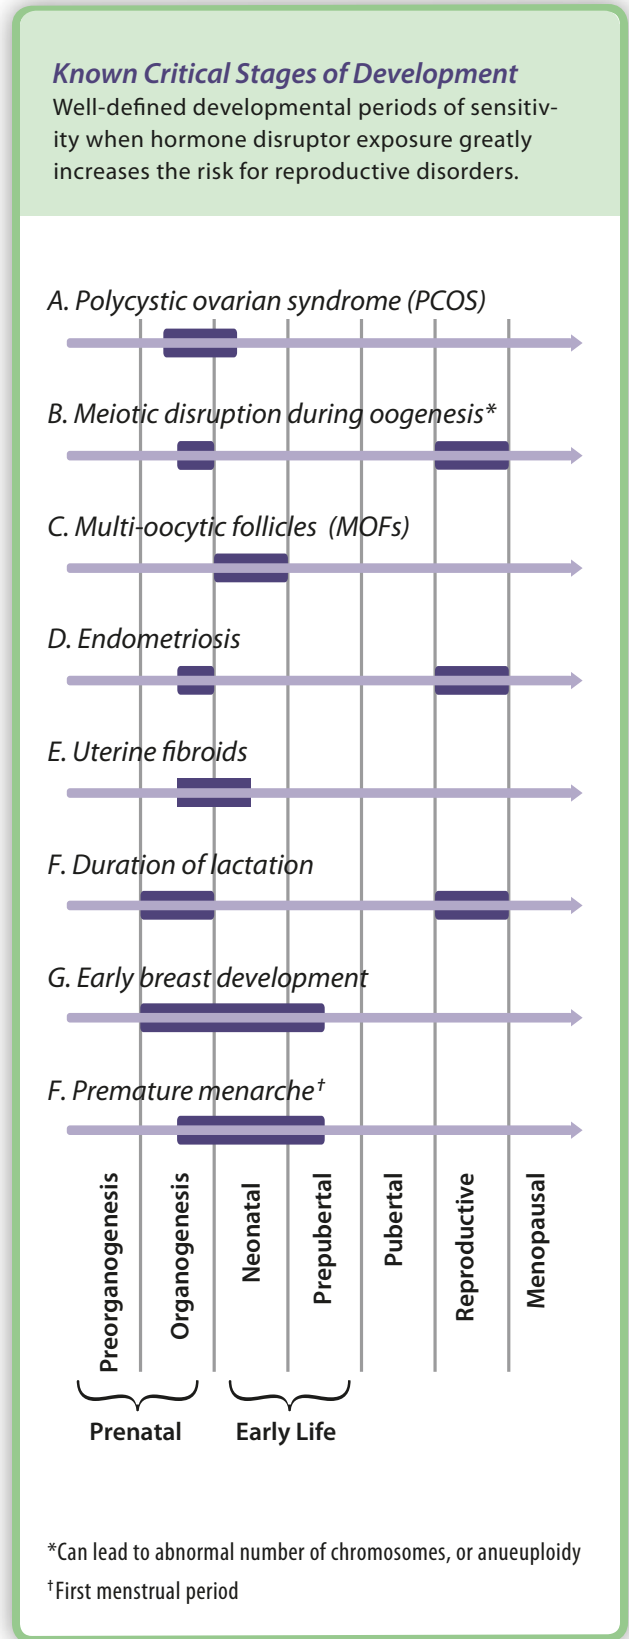 Known Critical Stages of Development
Well-defined developmental periods of sensitiv-
ity when hormone disruptor exposure greatly
increases the risk for reproductive disorders.
A. Polycystic ovarian syndrome (PCOS)
B. Meiotic disruption during oogenesis*
C. Multi-oocytic follicles (MOFs)
D. Endometriosis
E. Uterine fibroids
F. Duration of lactation
G. Early breast development
F. Premature menarche†
Preorganogenesis
Organogenesis
Neonatal
Prepubertal
Pubertal
Reproductive
Menopausal
Prenatal
Early Life
*Can lead to abnormal number of chromosomes, or anueuploidy
†First menstrual period